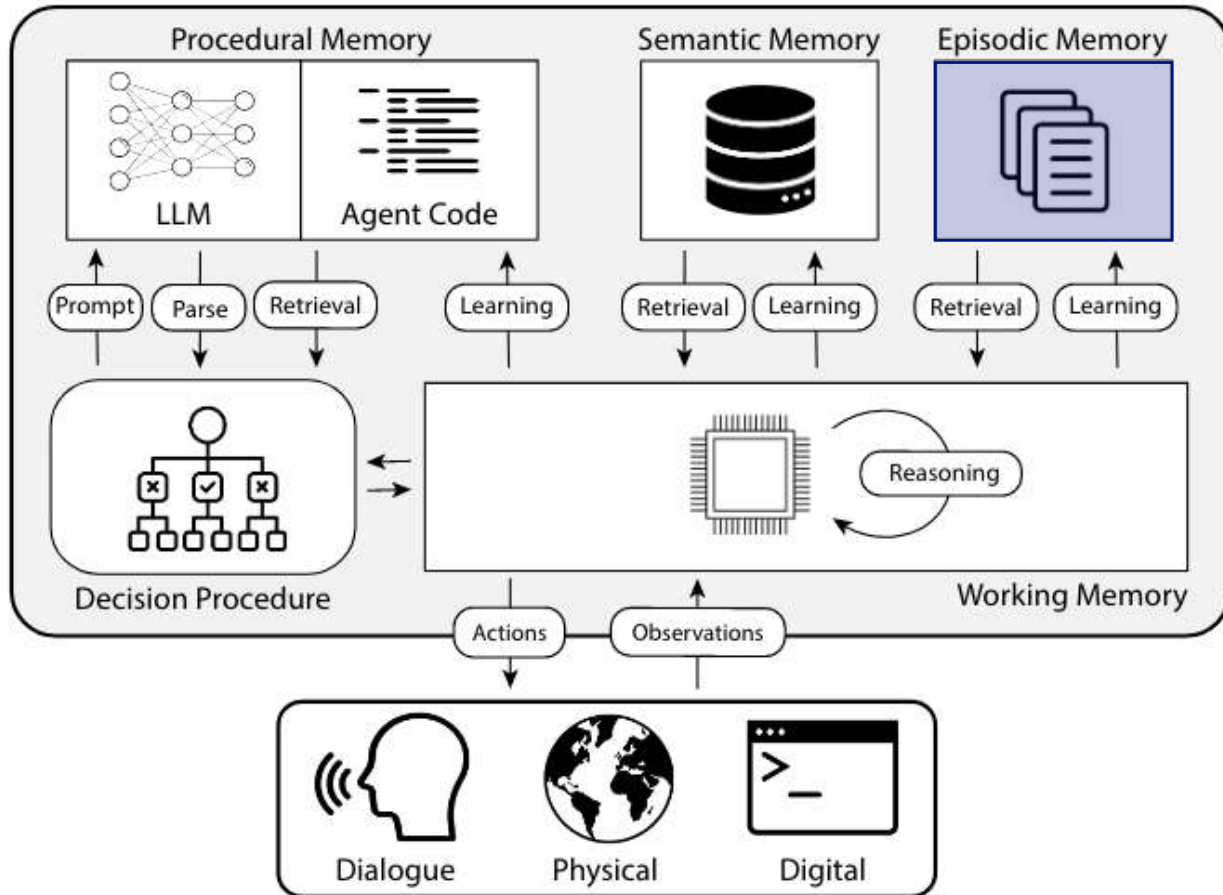 Procedural Memory
Semantic Memory
Episodic Memory
LLM
Agent Code
Prompt
Parse
Retrieval
Learning
Retrieval
Learning
Retrieval
Learning
Reasoning
Decision Procedure
Working Memory
Actions
Observations
>_
Dialogue
Physical
Digital